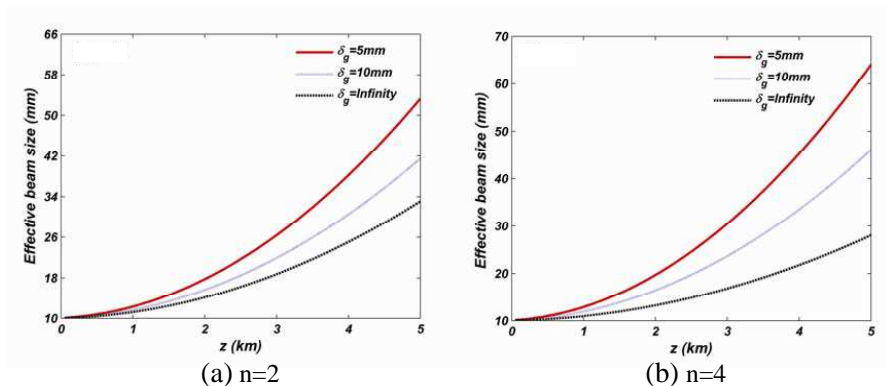 66
58
50
42
34
26
18
10
Effective beam size (mm)
δg=5mm
δg=10mm
δg=Infinity
0
1
2
3
4
5
z (km)
(a) n=2
70
60
50
40
30
20
10
Effective beam size (mm)
δg=5mm
δg=10mm
δg=Infinity
0
1
2
3
4
5
z (km)
(b) n=4